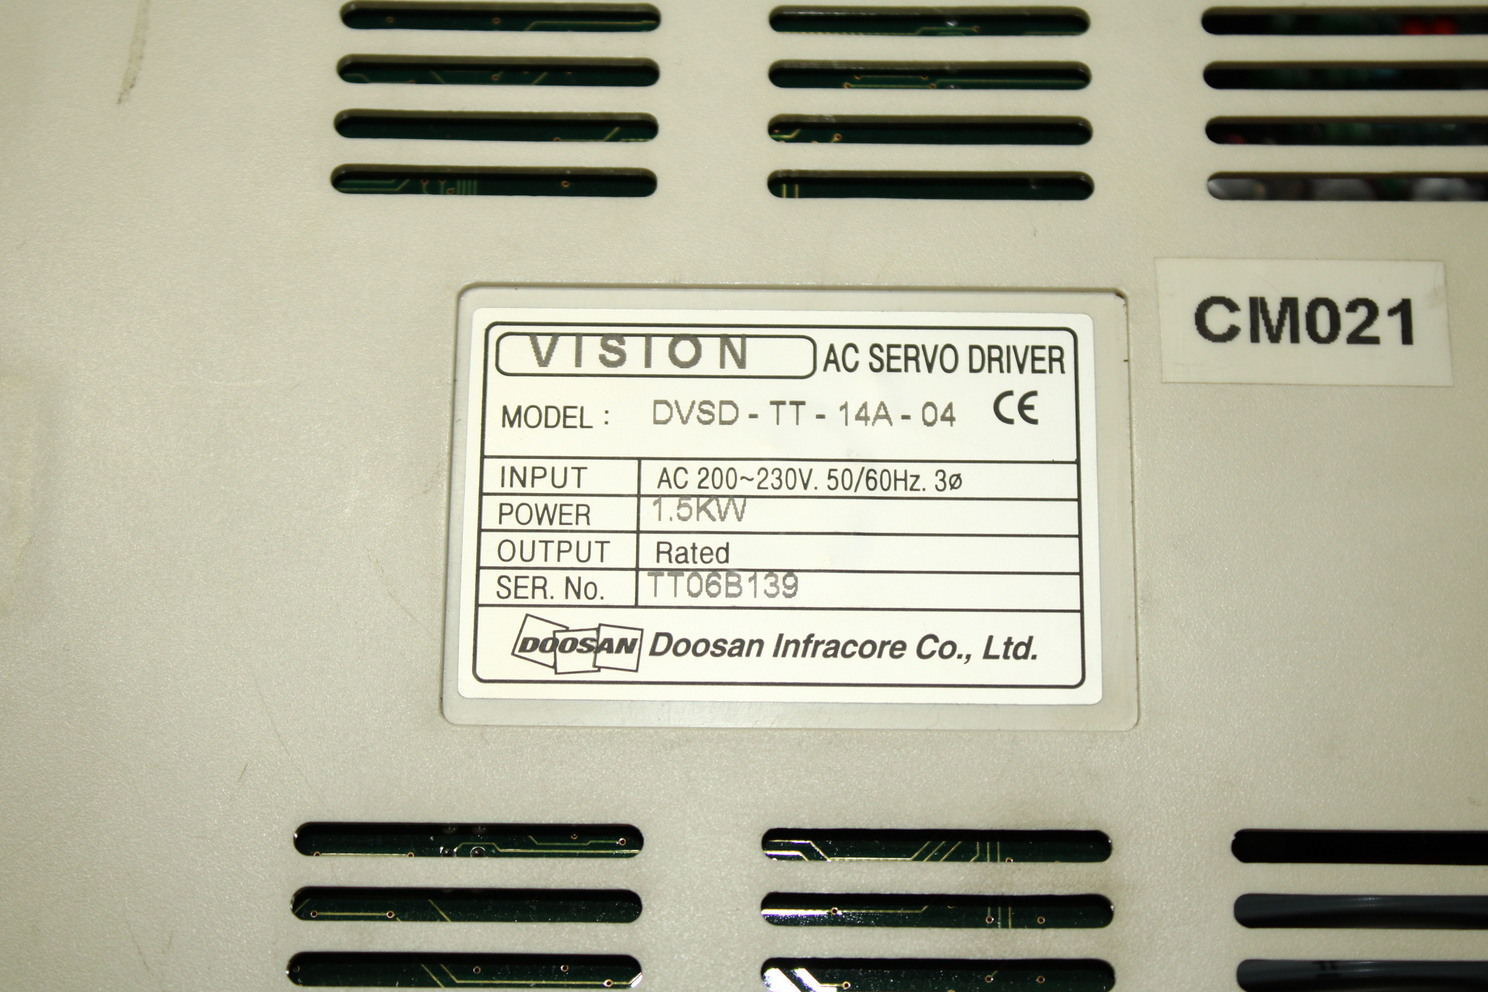 CM021
VISION AC SERVO DRIVER
MODEL : DVSD - TT - 14A - 04 CE
INPUT AC 200~230V. 50/60Hz. 3ø
POWER 1.5KW
OUTPUT Rated
SER. No. TT06B139
DOOSAN Doosan Infracore Co., Ltd.